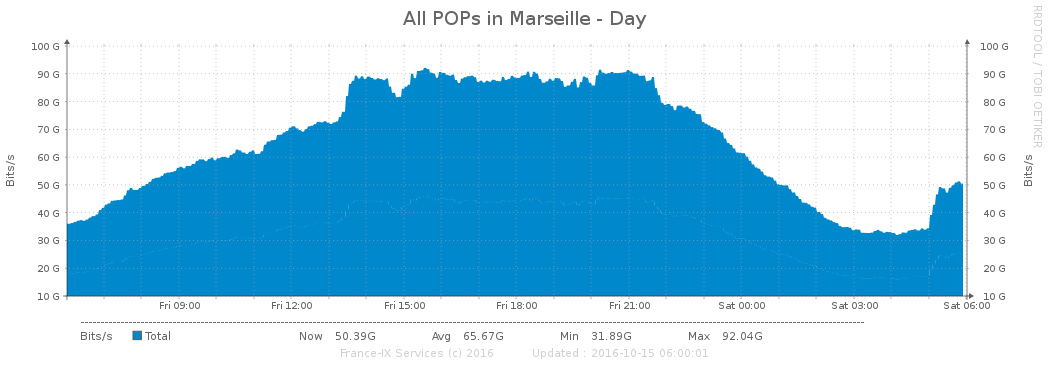 All POPs in Marseille - Day
RRDTOOL / TOBI OETIKER
Bits/s
100 G
90 G
80 G
70 G
60 G
50 G
40 G
30 G
20 G
10 G
100 G
90 G
80 G
70 G
60 G
50 G
40 G
30 G
20 G
10 G
Bits/s
Fri 09:00 Fri 12:00 Fri 15:00 Fri 18:00 Fri 21:00 Sat 00:00 Sat 03:00 Sat 06:00
Bits/s Total Now 50.39G Avg 65.67G Min 31.89G Max 92.04G
France-IX Services (c) 2016 Updated : 2016-10-15 06:00:01